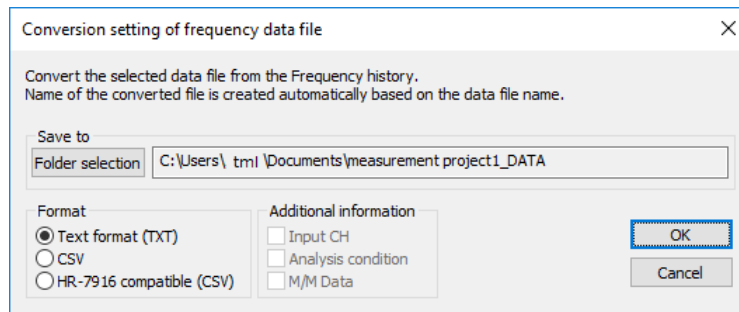 Conversion setting of frequency data file
Convert the selected data file from the Frequency history.
Name of the converted file is created automatically based on the data file name.
Save to
Folder selection C:\Users\ tml \Documents\measurement project1_DATA
Format
Text format (TXT)
CSV
HR-7916 compatible (CSV)
Additional information
Input CH
Analysis condition
M/M Data
OK
Cancel